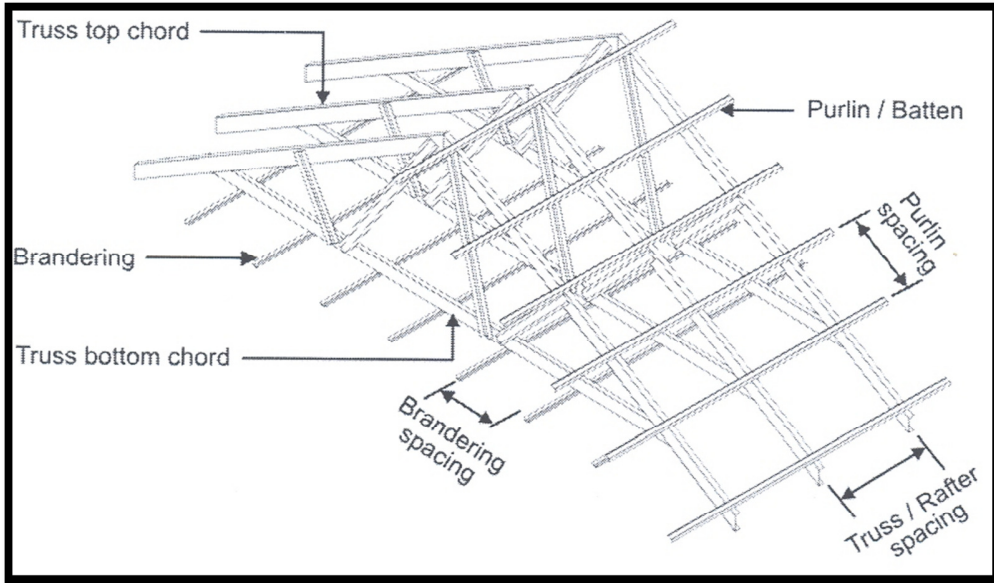 Truss top chord
Purlin / Batten
Purlin
spacing
Brandering
Truss bottom chord
Brandering
spacing
Truss / Rafter
spacing